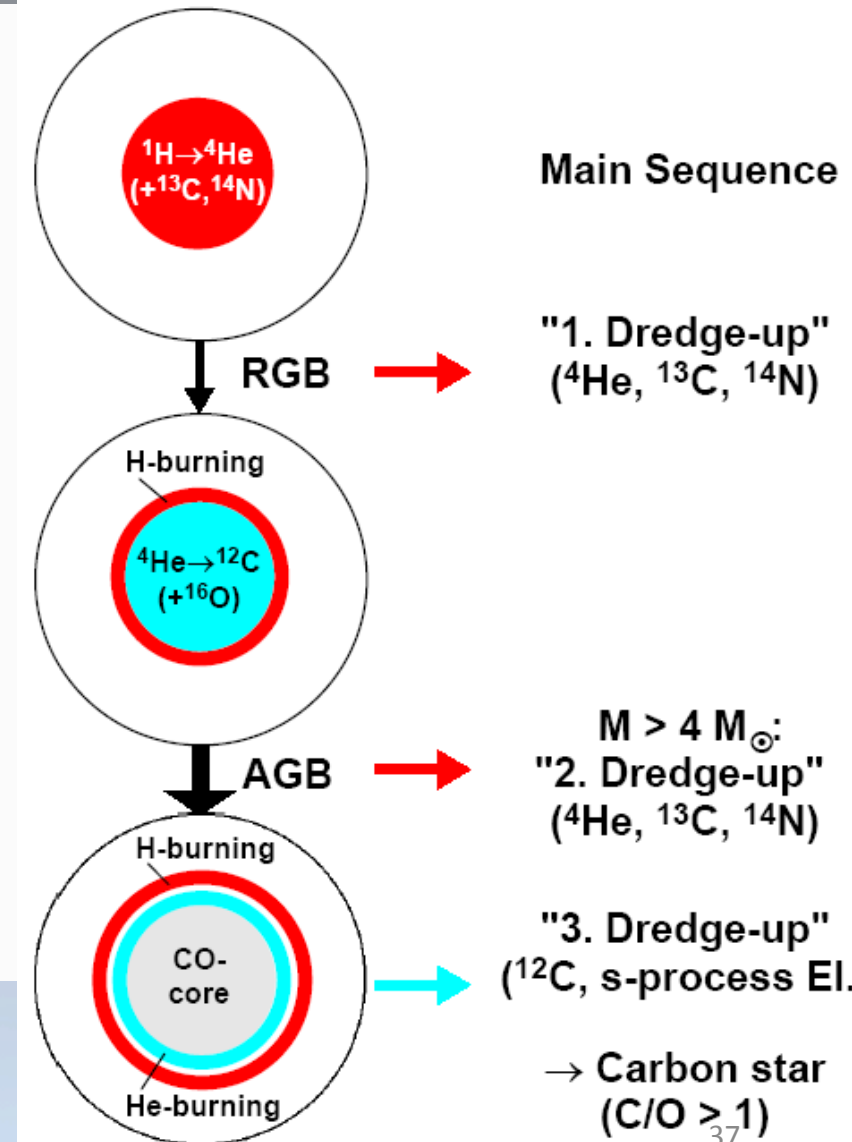 ¹H→⁴He
(+¹³C,¹⁴N)
Main Sequence
RGB
"1. Dredge-up"
(⁴He, ¹³C, ¹⁴N)
H-burning
⁴He→¹²C
(+¹⁶O)
AGB
M > 4 M☉:
"2. Dredge-up"
(⁴He, ¹³C, ¹⁴N)
H-burning
CO-
core
He-burning
"3. Dredge-up"
(¹²C, s-process El.
→ Carbon star
(C/O > 1)
37